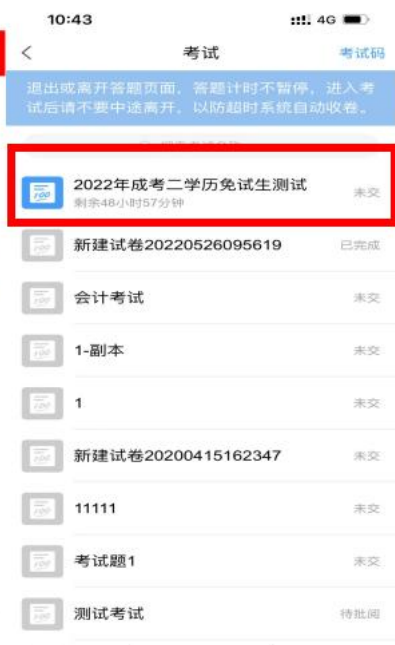 10:43
4G
考试
考试码
退出或离开答题页面，答题计时不暂停，进入考
试后请不要中途离开，以防超时系统自动收卷。
2022年成考二学历免试生测试
未交
剩余48小时57分钟
新建试卷20220526095619
已完成
会计考试
未交
1-副本
未交
1
未交
新建试卷20200415162347
未交
11111
未交
考试题1
未交
测试考试
待批阅